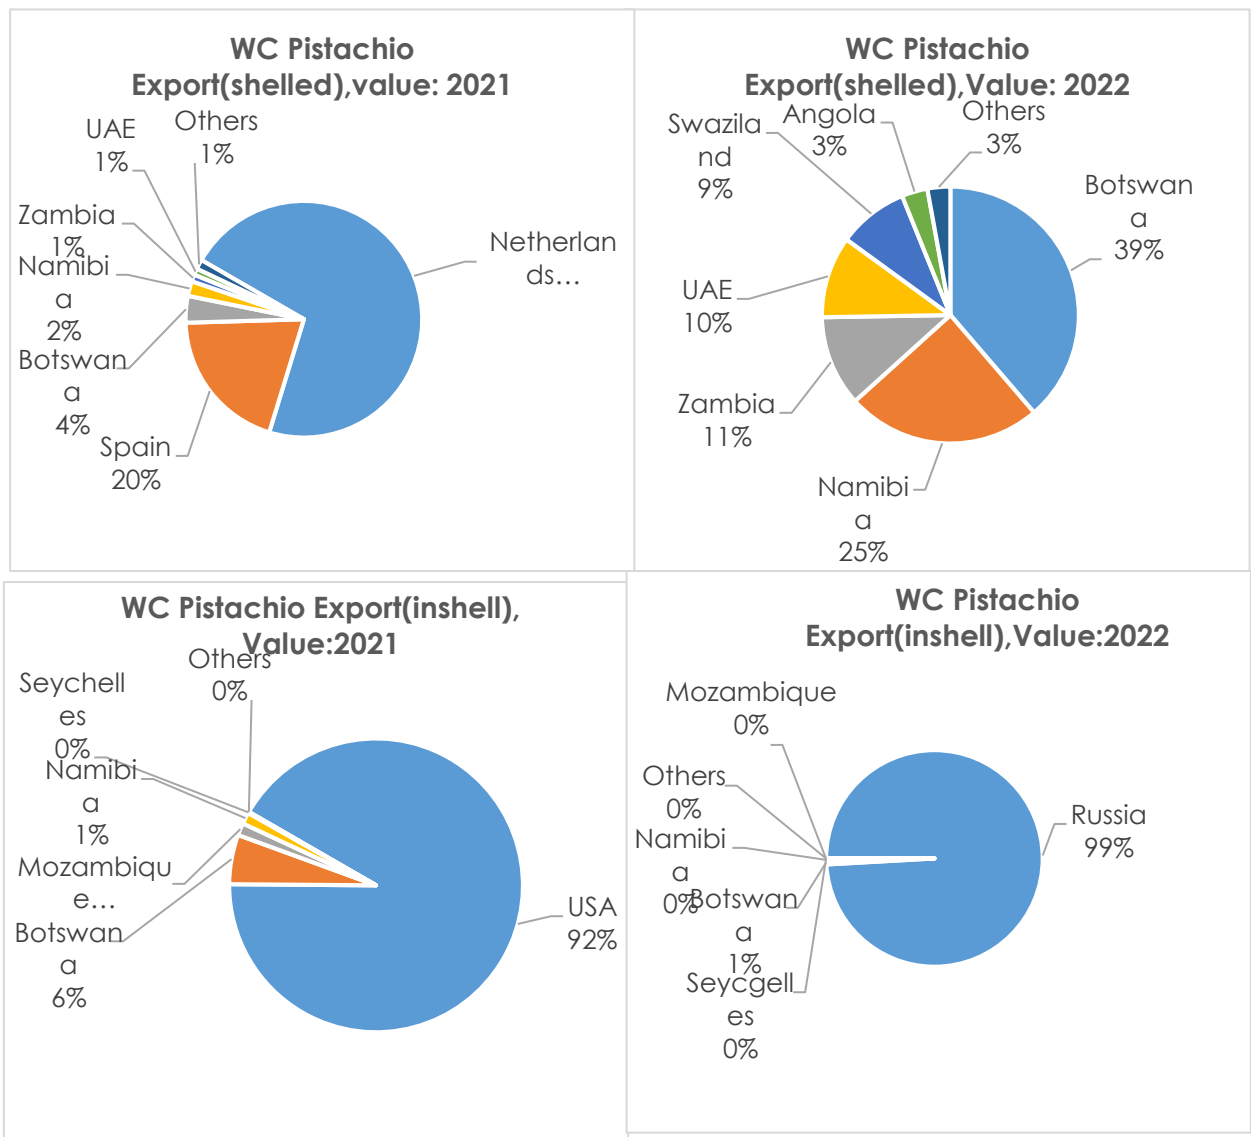 WC Pistachio
Export(shelled),value: 2021
UAE
1%
Others
1%
Zambia
1%
Namibi
a
2%
Botswan
a
4%
Spain
20%
Netherlan
ds...
WC Pistachio
Export(shelled),Value: 2022
Swazila
nd
9%
Angola
3%
Others
3%
Botswan
a
39%
UAE
10%
Zambia
11%
Namibi
a
25%
WC Pistachio Export(inshell),
Value:2021
Others
0%
Seychell
es
0%
Namibi
a
1%
Mozambiqu
e...
Botswan
a
6%
USA
92%
WC Pistachio
Export(inshell),Value:2022
Mozambique
0%
Others
0%
Namibi
a
0%
Botswan
a
1%
Seycgell
es
0%
Russia
99%